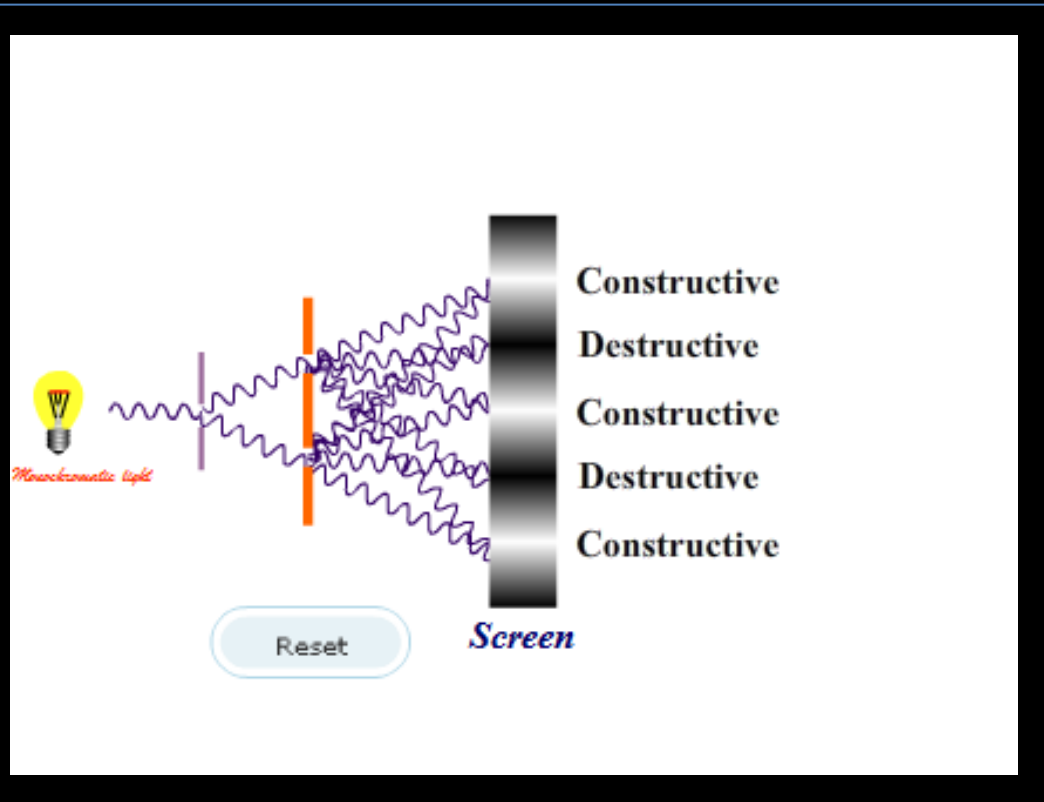 Constructive
Destructive
Monochromatic light
Constructive
Destructive
Constructive
Reset
Screen